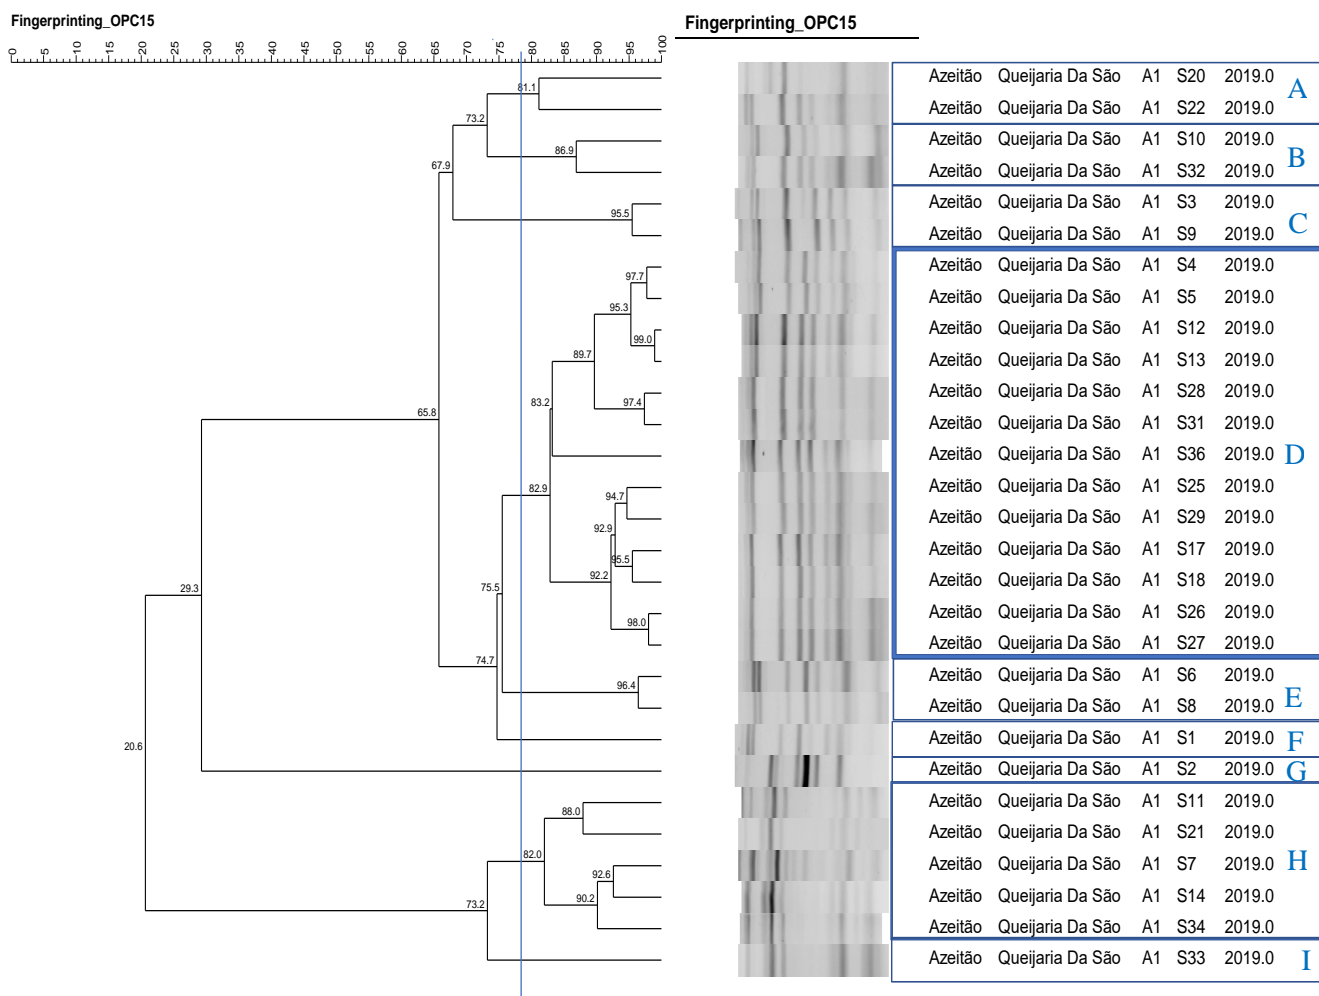 Fingerprinting_OPC15
Fingerprinting_OPC15
0 5 10 15 20 25 30 35 40 45 50 55 60 65 70 75 80 85 90 95 100
Azeitão Queijaria Da São A1 S20 2019.0 A
81.1
Azeitão Queijaria Da São A1 S22 2019.0
73.2
Azeitão Queijaria Da São A1 S10 2019.0 B
86.9
67.9
Azeitão Queijaria Da São A1 S32 2019.0
Azeitão Queijaria Da São A1 S3 2019.0 C
95.5
Azeitão Queijaria Da São A1 S9 2019.0
Azeitão Queijaria Da São A1 S4 2019.0
97.7
Azeitão Queijaria Da São A1 S5 2019.0
95.3
Azeitão Queijaria Da São A1 S12 2019.0
99.0
89.7
Azeitão Queijaria Da São A1 S13 2019.0
Azeitão Queijaria Da São A1 S28 2019.0
83.2 97.4
65.8
Azeitão Queijaria Da São A1 S31 2019.0
Azeitão Queijaria Da São A1 S36 2019.0 D
82.9
Azeitão Queijaria Da São A1 S25 2019.0
94.7
Azeitão Queijaria Da São A1 S29 2019.0
92.9
Azeitão Queijaria Da São A1 S17 2019.0
95.5
92.2
Azeitão Queijaria Da São A1 S18 2019.0
29.3 75.5
Azeitão Queijaria Da São A1 S26 2019.0
98.0
Azeitão Queijaria Da São A1 S27 2019.0
74.7
Azeitão Queijaria Da São A1 S6 2019.0
96.4
Azeitão Queijaria Da São A1 S8 2019.0 E
Azeitão Queijaria Da São A1 S1 2019.0 F
20.6
Azeitão Queijaria Da São A1 S2 2019.0 G
Azeitão Queijaria Da São A1 S11 2019.0
88.0
Azeitão Queijaria Da São A1 S21 2019.0
82.0
Azeitão Queijaria Da São A1 S7 2019.0 H
92.6
90.2
Azeitão Queijaria Da São A1 S14 2019.0
73.2
Azeitão Queijaria Da São A1 S34 2019.0
Azeitão Queijaria Da São A1 S33 2019.0 I